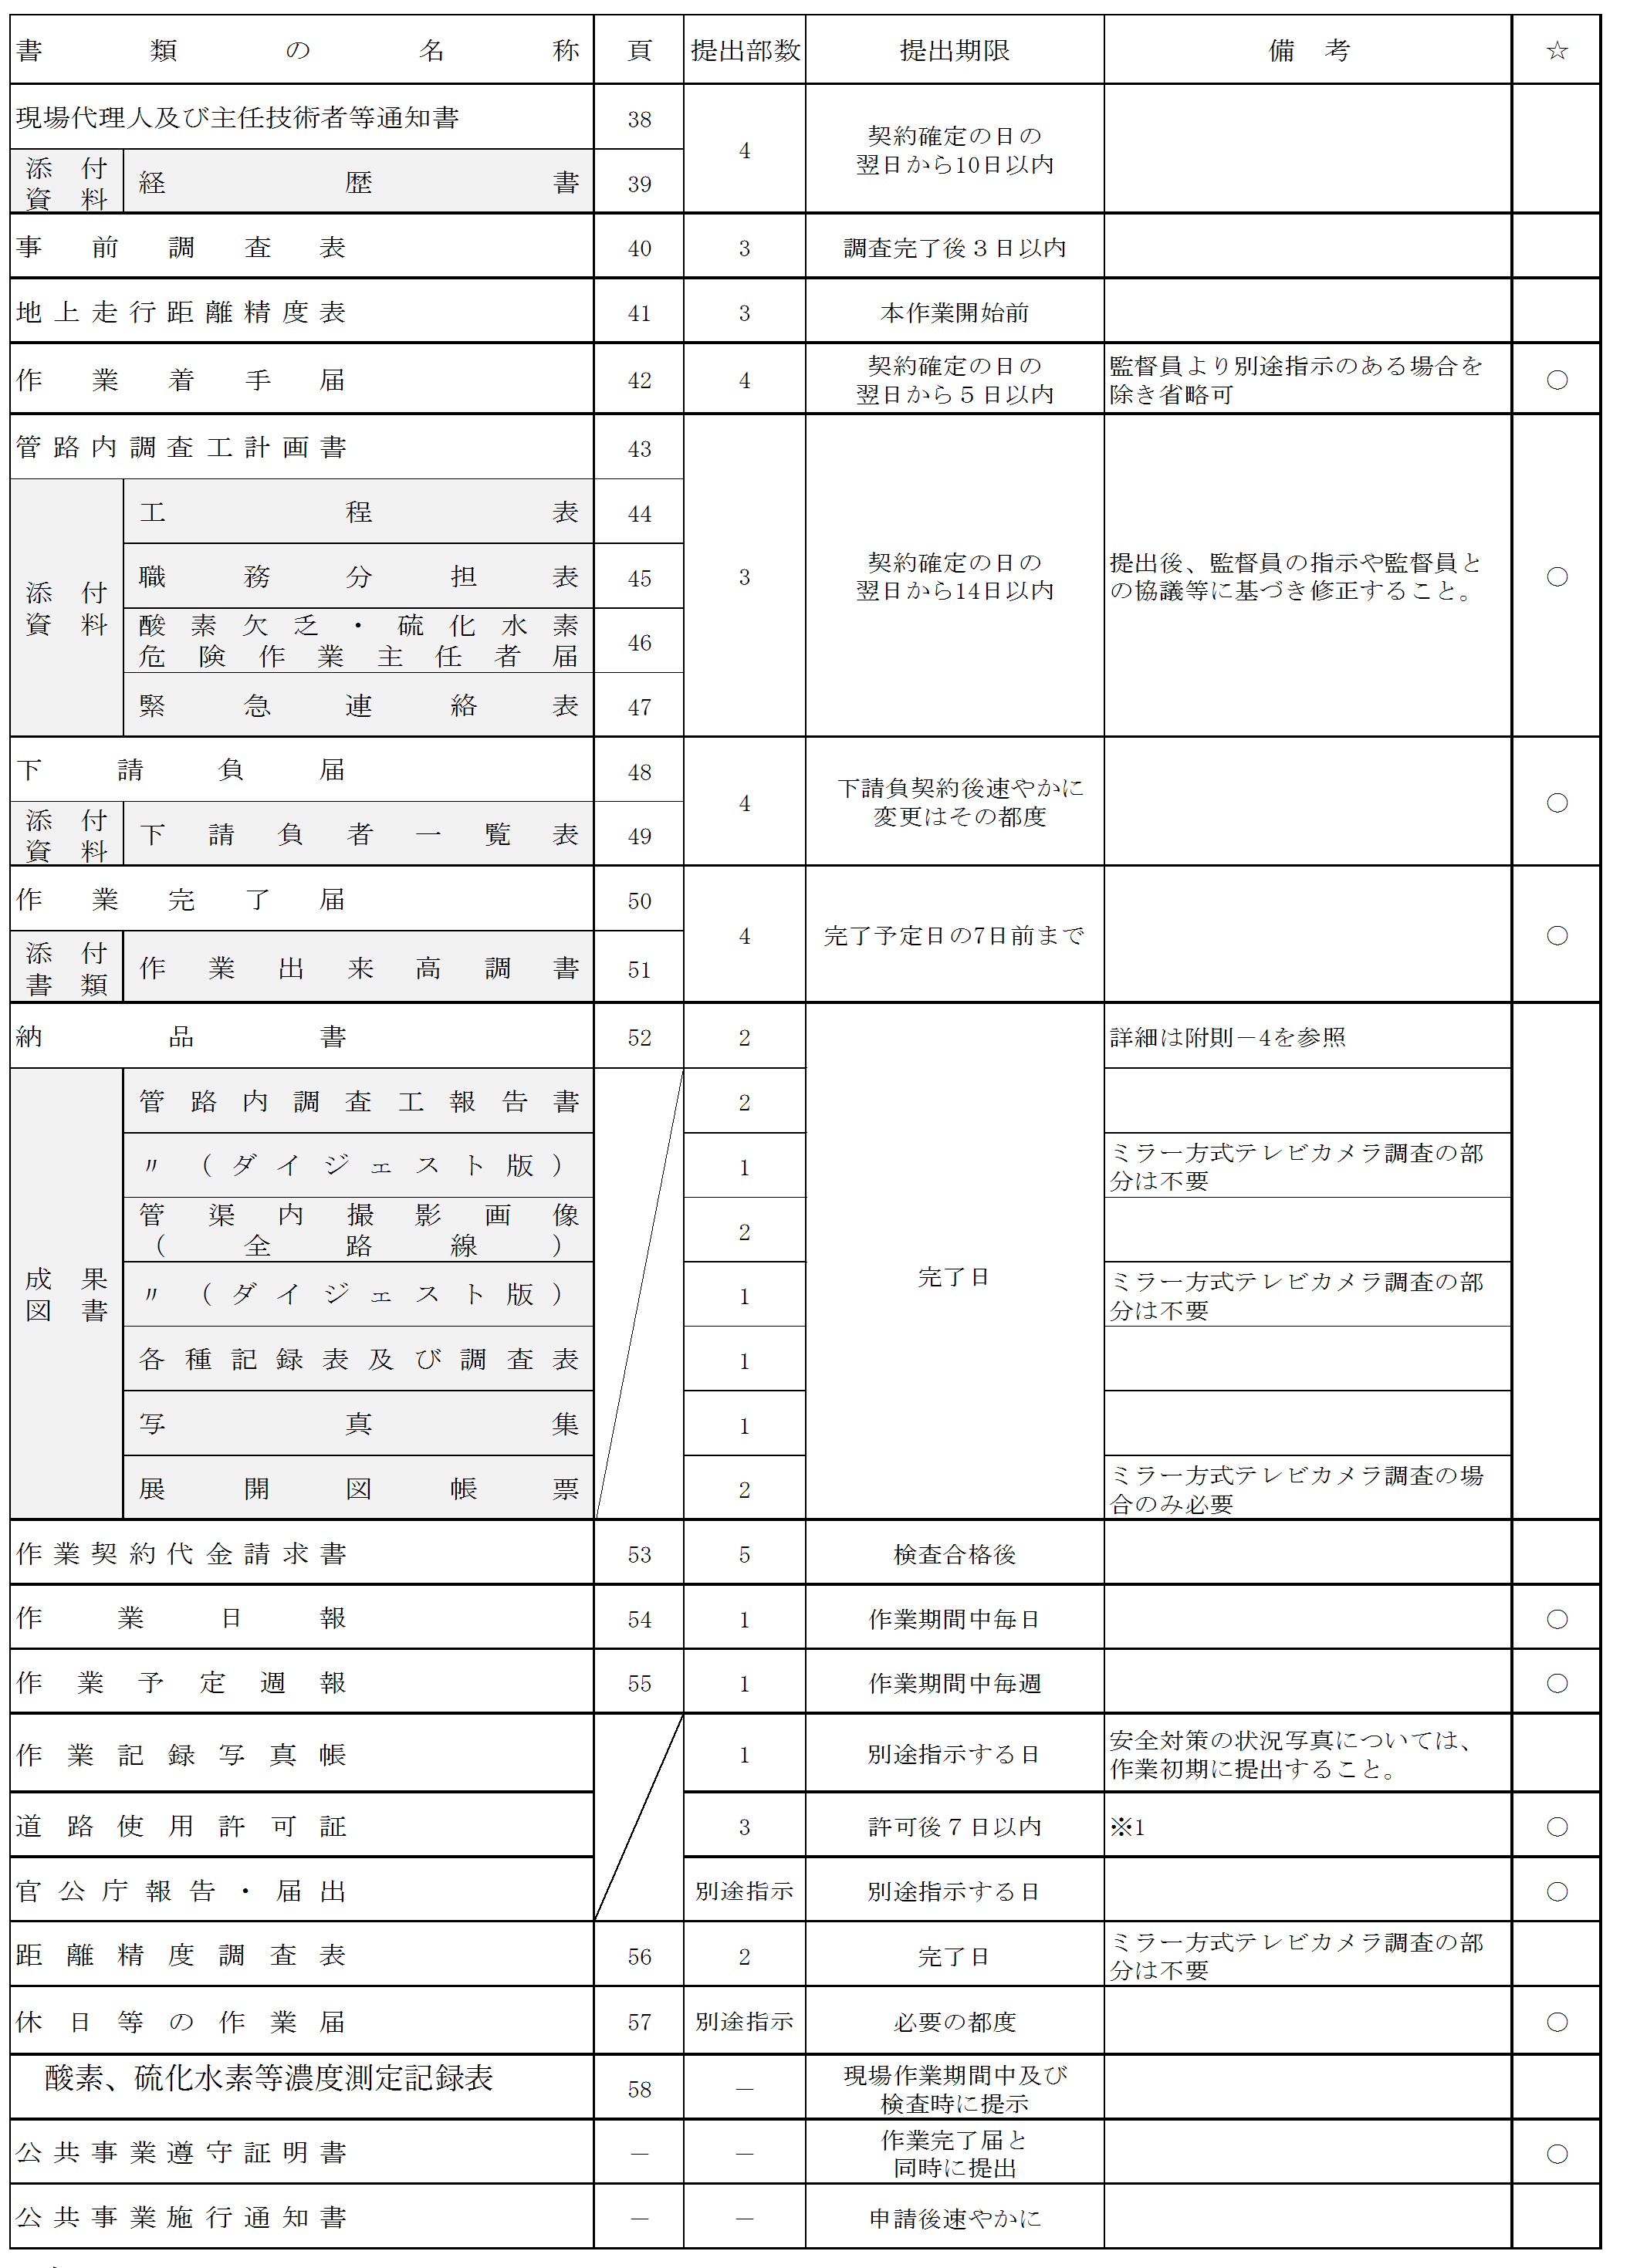 書類の名称 頁 提出部数 提出期限 備考 ☆
現場代理人及び主任技術者等通知書 38
4
契約確定の日の
翌日から10日以内
添付
資料
経歴書 39
事前調査表 40 3 調査完了後３日以内
地上走行距離精度表 41 3 本作業開始前
作業着手届 42 4
契約確定の日の
翌日から５日以内
監督員より別途指示のある場合を
除き省略可
○
管路内調査工計画書 43
添付
資料
工程表 44
職務分担表 45
酸素欠乏・硫化水素
危険作業主任者届
46
緊急連絡表 47
3
契約確定の日の
翌日から14日以内
提出後、監督員の指示や監督員と
の協議等に基づき修正すること。
○
下請負届 48
添付
資料
下請負者一覧表 49
4
下請負契約後速やかに
変更はその都度
○
作業完了届 50
添付
書類
作業出来高調書 51
4 完了予定日の7日前まで ○
納品書 52 2 詳細は附則－4を参照
成果
図書
完了日
管路内調査工報告書 2
〃（ダイジェスト版） 1
ミラー方式テレビカメラ調査の部
分は不要
管渠内撮影画像
（全路線）
2
〃（ダイジェスト版） 1
ミラー方式テレビカメラ調査の部
分は不要
各種記録表及び調査表 1
写真集 1
展開図帳票 2
ミラー方式テレビカメラ調査の場
合のみ必要
作業契約代金請求書 53 5 検査合格後
作業日報 54 1 作業期間中毎日 ○
作業予定週報 55 1 作業期間中毎週 ○
作業記録写真帳 1 別途指示する日
安全対策の状況写真については、
作業初期に提出すること。
道路使用許可証 3 許可後７日以内 ※1 ○
官公庁報告・届出 別途指示 別途指示する日 ○
距離精度調査表 56 2 完了日
ミラー方式テレビカメラ調査の部
分は不要
休日等の作業届 57 別途指示 必要の都度 ○
酸素、硫化水素等濃度測定記録表 58 －
現場作業期間中及び
検査時に提示
公共事業遵守証明書 － －
作業完了届と
同時に提出
○
公共事業施行通知書 － － 申請後速やかに